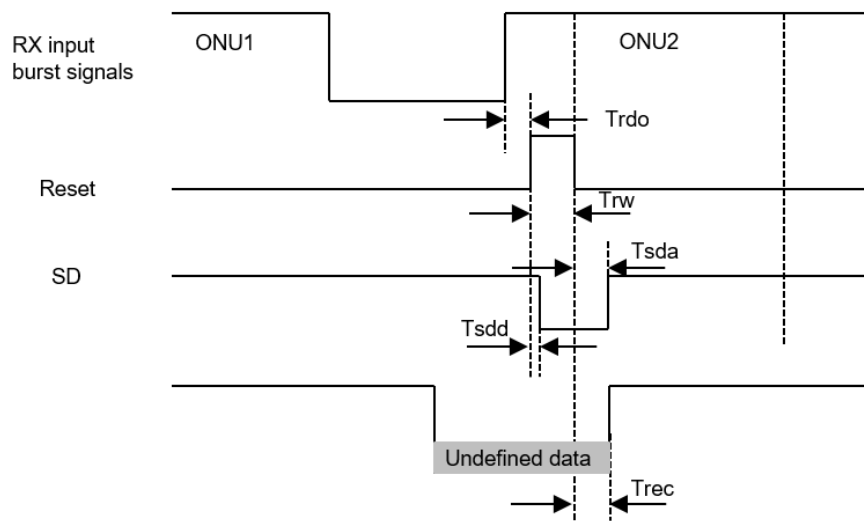 RX input
burst signals
ONU1
ONU2
Trdo
Reset
Trw
SD
Tsda
Tsdd
Undefined data
Trec